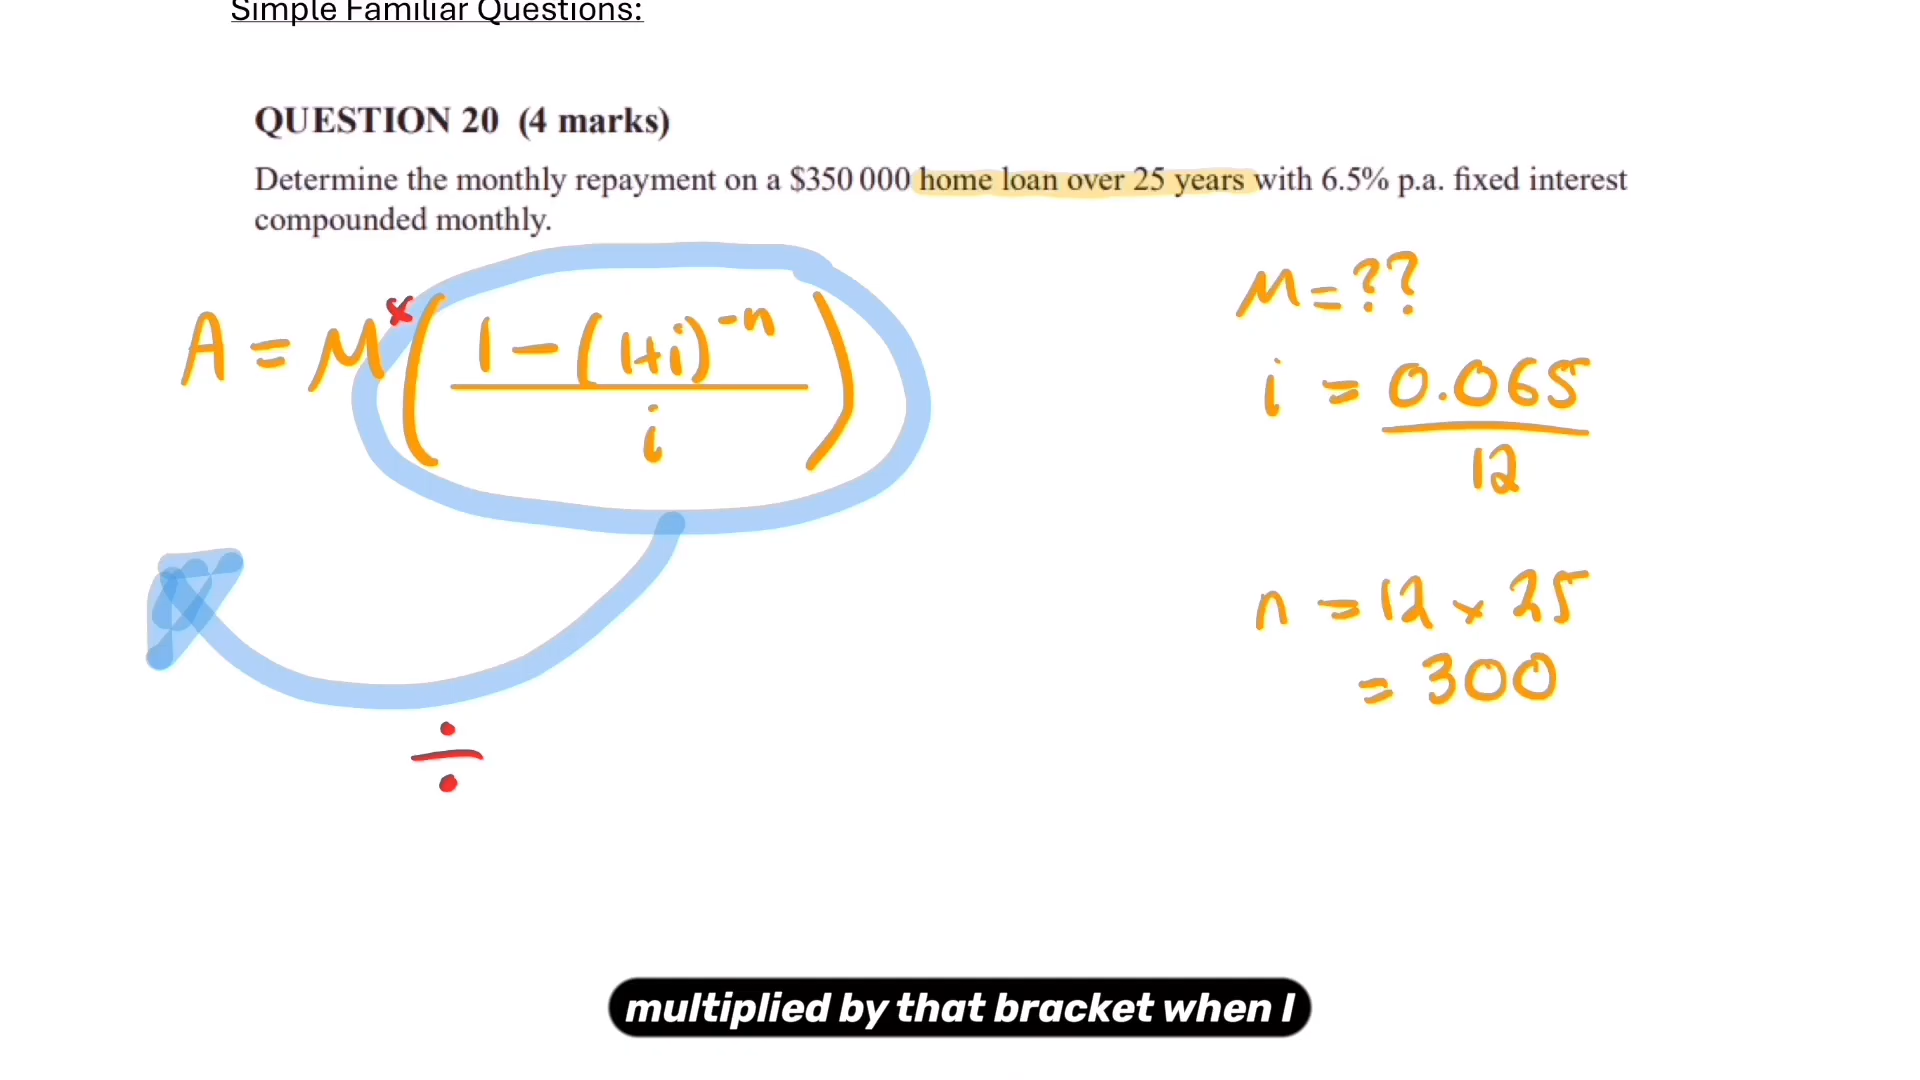 Simple Familiar Questions:
QUESTION 20 (4 marks)
Determine the monthly repayment on a $350 000 home loan over 25 years with 6.5% p.a. fixed interest
compounded monthly.
A = M × ( (1 - (1+i)^-n) / i )
÷
M = ??
i = 0.065 / 12
n = 12 × 25
= 300
multiplied by that bracket when I